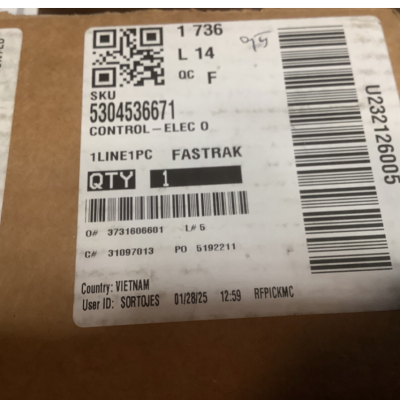 1 736
L 14
QC F
SKU
5304536671
CONTROL-ELEC O
1LINE1PC FASTRAK
QTY 1
O# 3731606601 L# 5
C# 31097013 PO 5192211
Country: VIETNAM
User ID: SORTOJES 01/28/25 12:59 RFPICKMC
U232126005